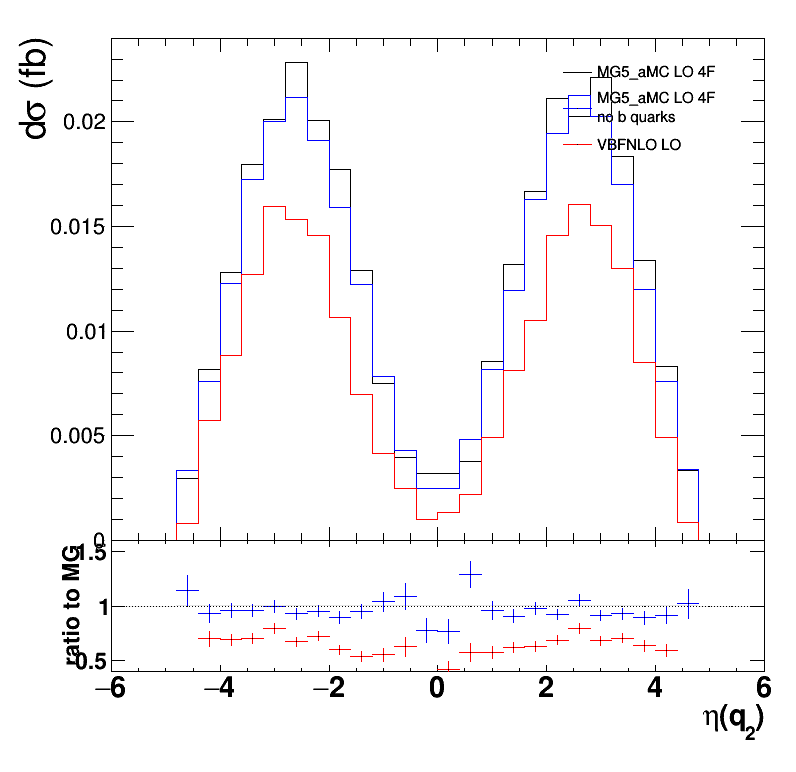 dσ (fb)
MG5_aMC LO 4F
MG5_aMC LO 4F
no b quarks
VBFNLO LO
0.02
0.015
0.01
0.005
0
ratio to MG
1.5
1
0.5
−6 −4 −2 0 2 4 6
η(q2)